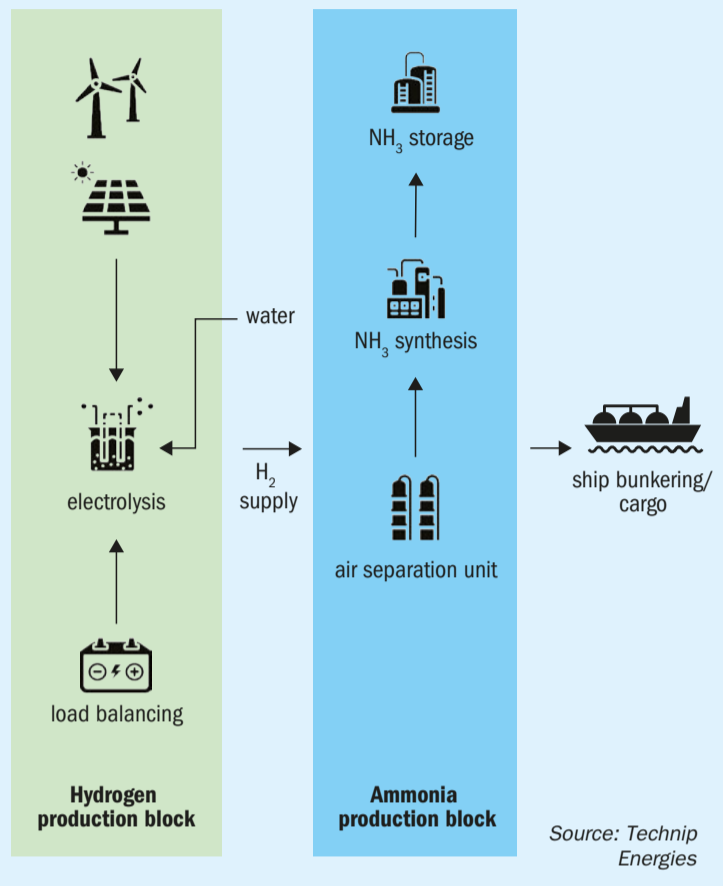 water
electrolysis
load balancing
Hydrogen
production block
H₂
supply
NH₃ storage
NH₃ synthesis
air separation unit
Ammonia
production block
ship bunkering/
cargo
Source: Technip
Energies